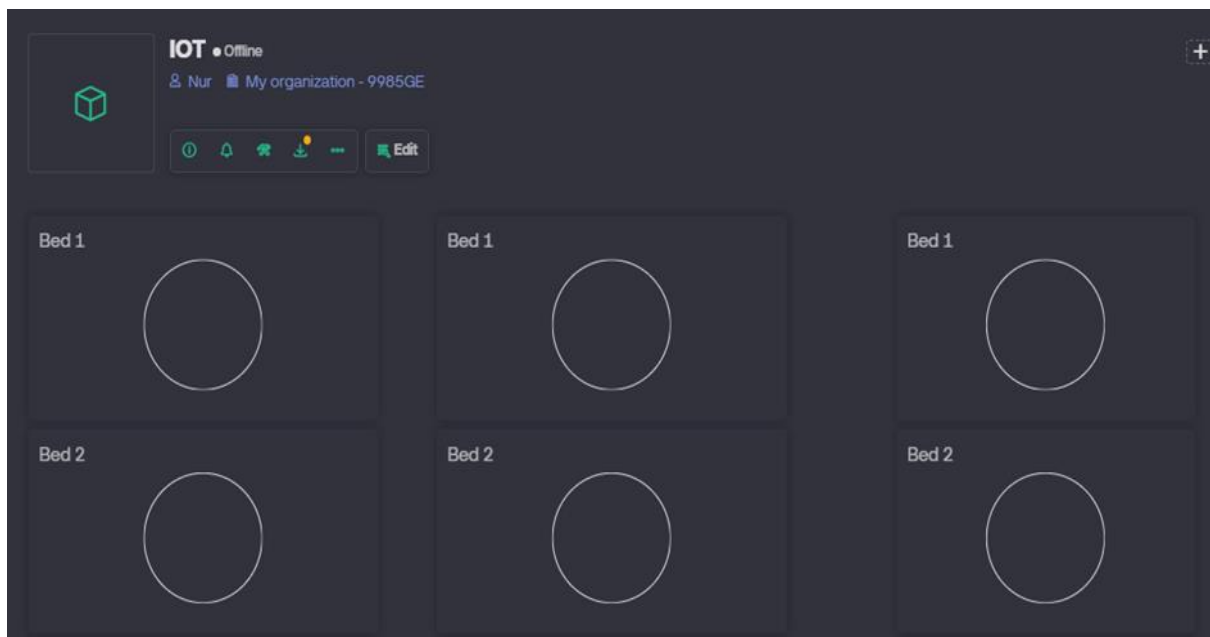 IOT • Offline
Nur My organization - 9985GE
Edit
Bed 1
Bed 1
Bed 1
Bed 2
Bed 2
Bed 2